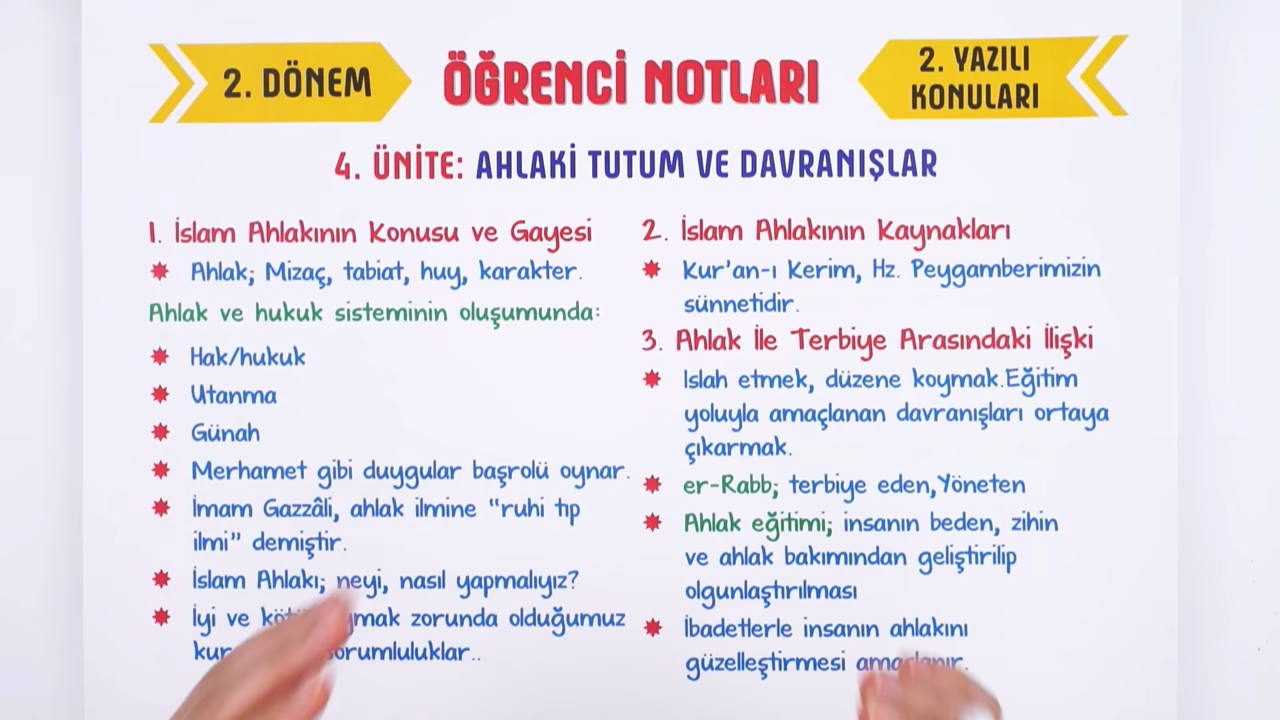 2. DÖNEM
ÖĞRENCİ NOTLARI
2. YAZILI
KONULARI
4. ÜNİTE: AHLAKİ TUTUM VE DAVRANIŞLAR
1. İslam Ahlakının Konusu ve Gayesi
Ahlak; Mizaç, tabiat, huy, karakter.
Ahlak ve hukuk sisteminin oluşumunda:
Hak/hukuk
Utanma
Günah
Merhamet gibi duygular başrolü oynar.
İmam Gazzâli, ahlak ilmine "ruhi tıp
ilmi" demiştir.
İslam Ahlakı; neyi, nasıl yapmalıyız?
İyi ve zorunda olduğumuz
2. İslam Ahlakının Kaynakları
Kur'an-ı Kerim, Hz. Peygamberimizin
sünnetidir.
3. Ahlak İle Terbiye Arasındaki İlişki
Islah etmek, düzene koymak.Eğitim
yoluyla amaçlanan davranışları ortaya
çıkarmak.
er-Rabb; terbiye eden,Yöneten
Ahlak eğitimi; insanın beden, zihin
ve ahlak bakımından geliştirilip
olgunlaştırılması
İbadetlerle insanın ahlakını
güzelleştirmesi